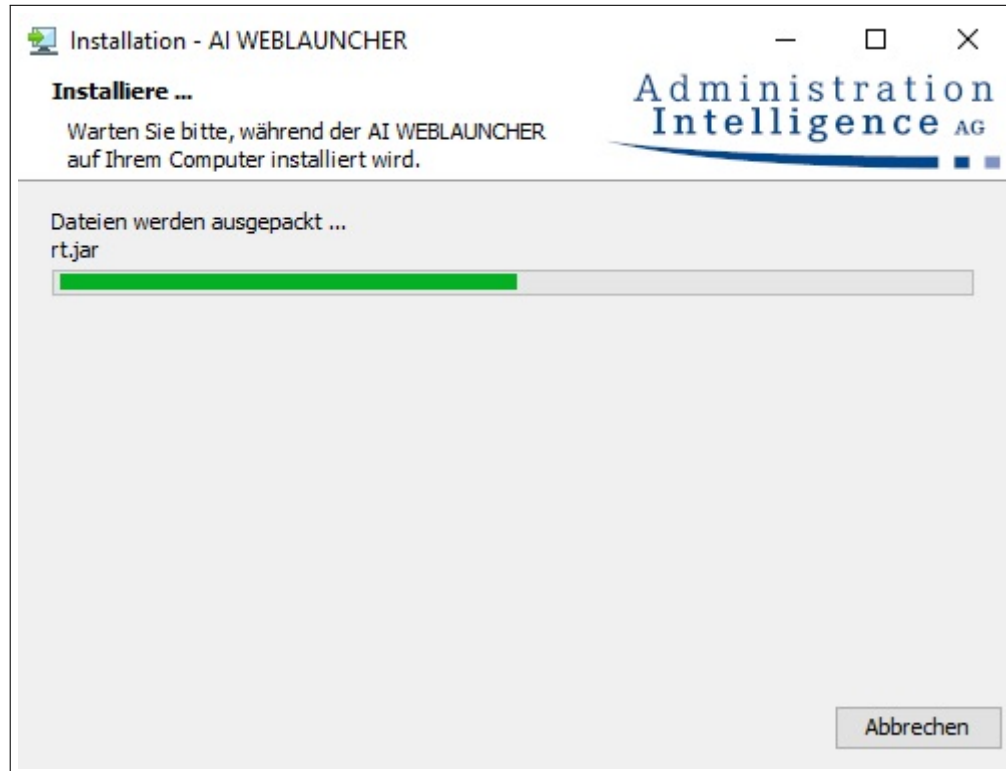 Installation - AI WEBLAUNCHER
Installiere ...
Warten Sie bitte, während der AI WEBLAUNCHER
auf Ihrem Computer installiert wird.
Administration
Intelligence AG
Dateien werden ausgepackt ...
rt.jar
Abbrechen